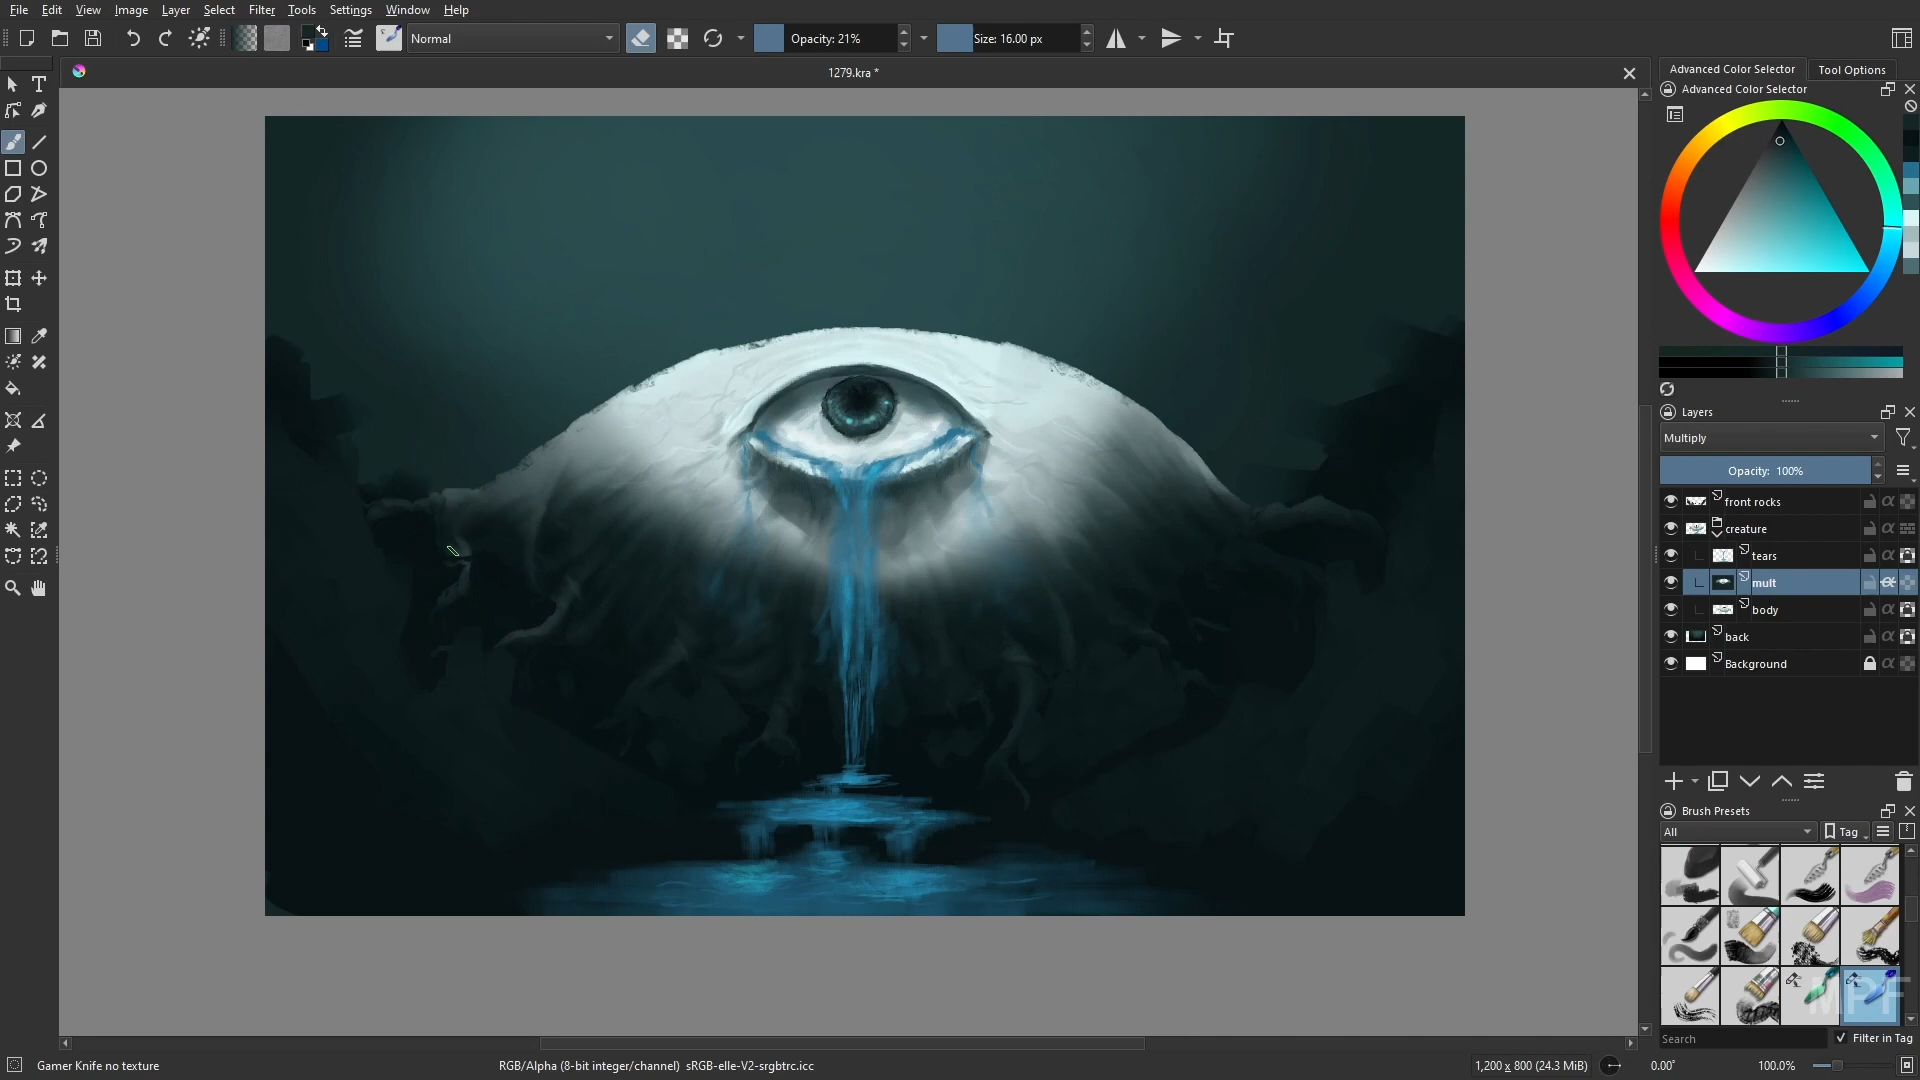 File Edit View Image Layer Select Filter Tools Settings Window Help
Normal
Opacity: 21%
Size: 16.00 px
1279.kra *
Advanced Color Selector
Tool Options
Advanced Color Selector
Layers
Multiply
Opacity: 100%
front rocks
creature
tears
mult
body
back
Background
Brush Presets
All
Tag
MPF
Search
Filter in Tag
Gamer Knife no texture
RGB/Alpha (8-bit integer/channel) sRGB-elle-V2-srgbtrc.icc
1,200 x 800 (24.3 MiB)
0.00°
100.0%